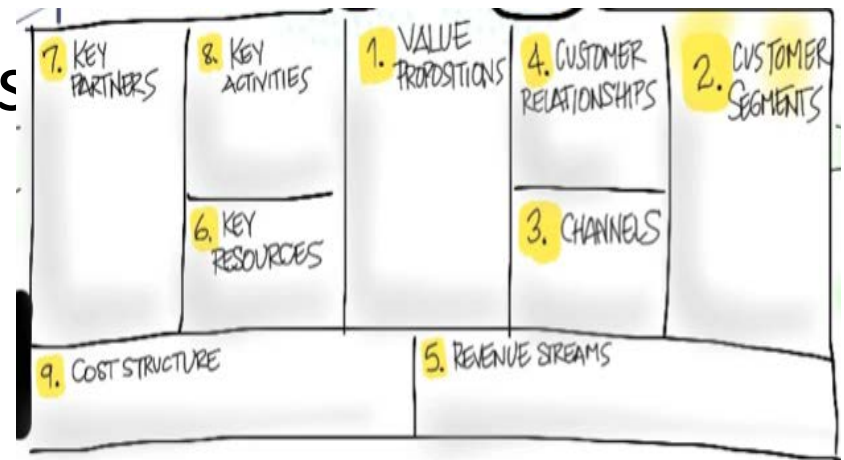 7. KEY
PARTNERS
8. KEY
ACTIVITIES
6. KEY
RESOURCES
1. VALUE
PROPOSITIONS
4. CUSTOMER
RELATIONSHIPS
3. CHANNELS
2. CUSTOMER
SEGMENTS
9. COST STRUCTURE
5. REVENUE STREAMS
S